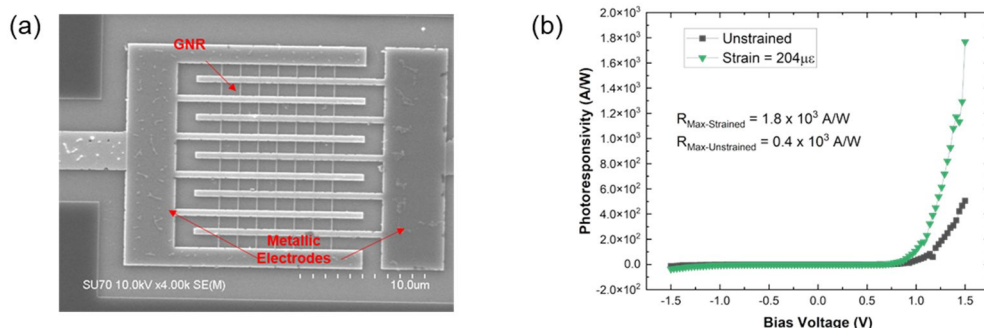 (a)
GNR
Metallic
Electrodes
SU70 10.0kV x4.00k SE(M)
10.0um
(b)
Photoresponsivity (A/W)
2.0×10³
1.8×10³
1.6×10³
1.4×10³
1.2×10³
1.0×10³
8.0×10²
6.0×10²
4.0×10²
2.0×10²
0.0
-2.0×10²
Unstrained
Strain = 204με
R_Max-Strained = 1.8 x 10³ A/W
R_Max-Unstrained = 0.4 x 10³ A/W
-1.5 -1.0 -0.5 0.0 0.5 1.0 1.5
Bias Voltage (V)